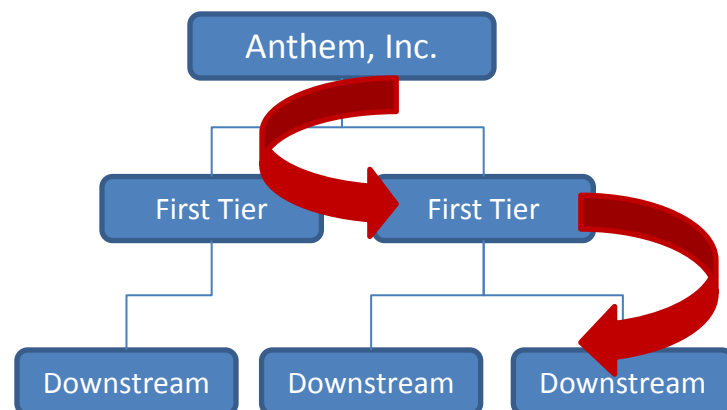 Anthem, Inc.
First Tier
First Tier
Downstream
Downstream
Downstream